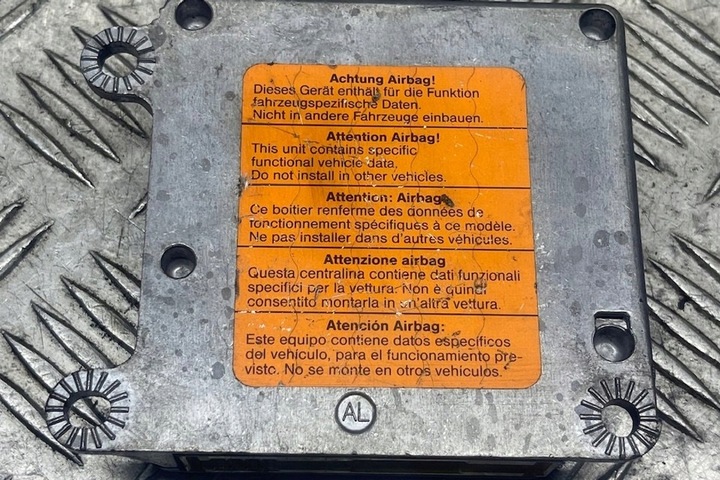 Achtung Airbag!
Dieses Gerät enthält für die Funktion
fahrzeugspezifische Daten.
Nicht in andere Fahrzeuge einbauen.
Attention Airbag!
This unit contains specific
functional vehicle data.
Do not install in other vehicles.
Attention: Airbag
Ce boîtier renferme des données de
fonctionnement spécifiques à ce modèle.
Ne pas installer dans d'autres véhicules.
Attenzione airbag
Questa centralina contiene dati funzionali
specifici per la vettura. Non è quindi
consentito montarla in un'altra vettura.
Atención Airbag:
Este equipo contiene datos específicos
del vehículo, para el funcionamiento pre-
visto. No se monte en otros vehículos.
AL